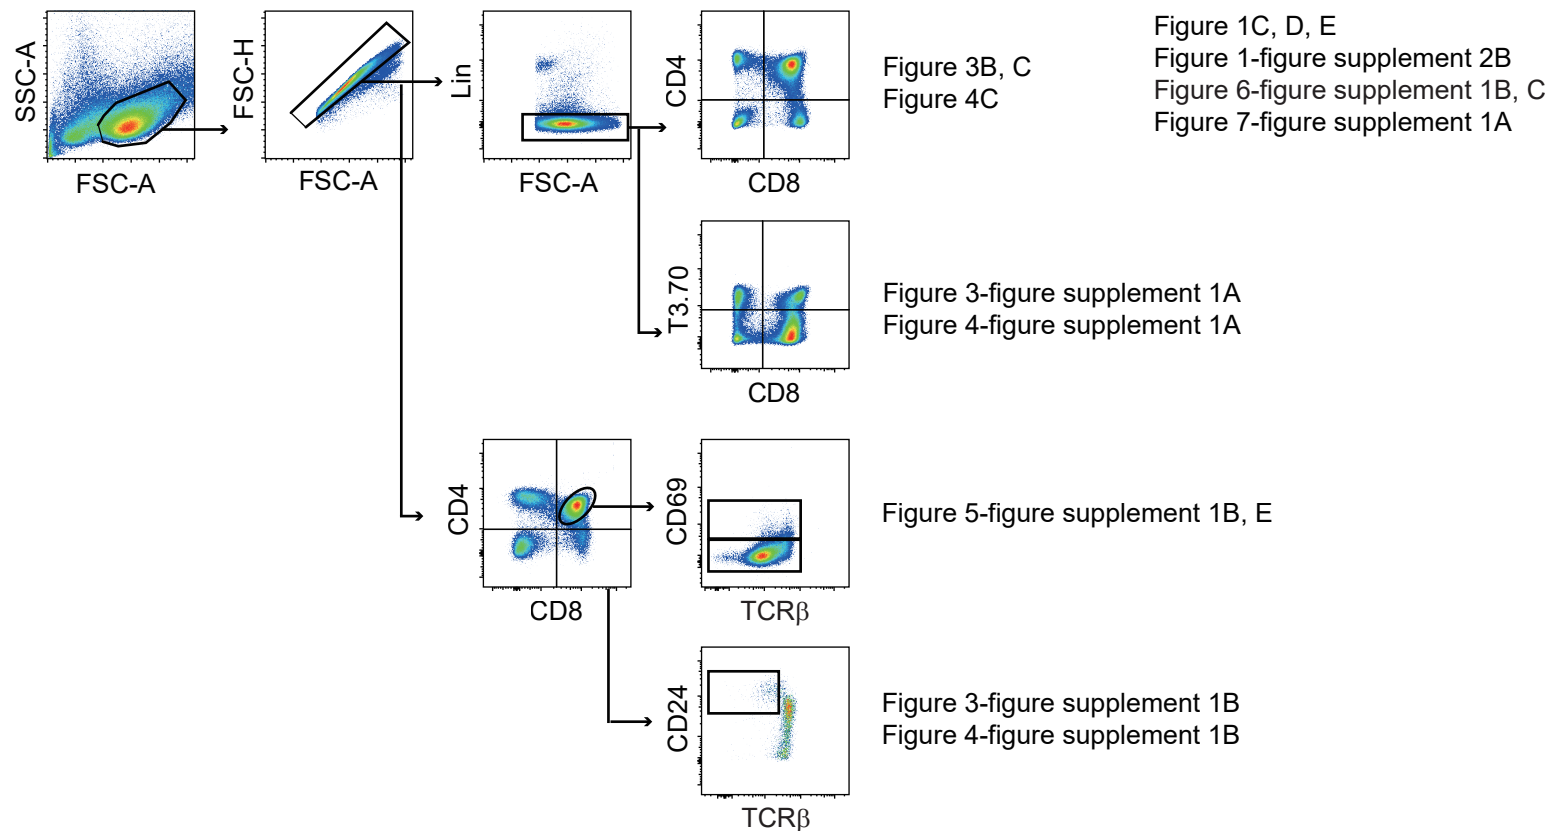 SSC-A
FSC-A
FSC-H
FSC-A
Lin
FSC-A
CD4
CD8
Figure 3B, C
Figure 4C
Figure 1C, D, E
Figure 1-figure supplement 2B
Figure 6-figure supplement 1B, C
Figure 7-figure supplement 1A
T3.70
CD8
Figure 3-figure supplement 1A
Figure 4-figure supplement 1A
CD4
CD8
CD69
TCRβ
Figure 5-figure supplement 1B, E
CD24
TCRβ
Figure 3-figure supplement 1B
Figure 4-figure supplement 1B